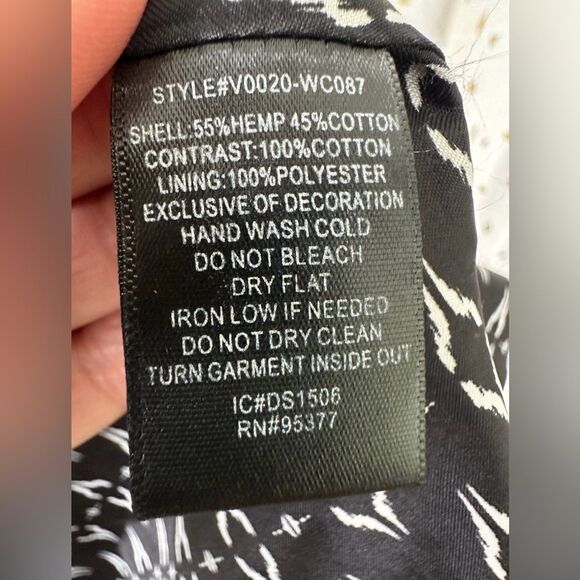 STYLE#V0020-WC087
SHELL:55%HEMP 45%COTTON
CONTRAST:100%COTTON
LINING:100%POLYESTER
EXCLUSIVE OF DECORATION
HAND WASH COLD
DO NOT BLEACH
DRY FLAT
IRON LOW IF NEEDED
DO NOT DRY CLEAN
TURN GARMENT INSIDE OUT
IC#DS1506
RN#95377